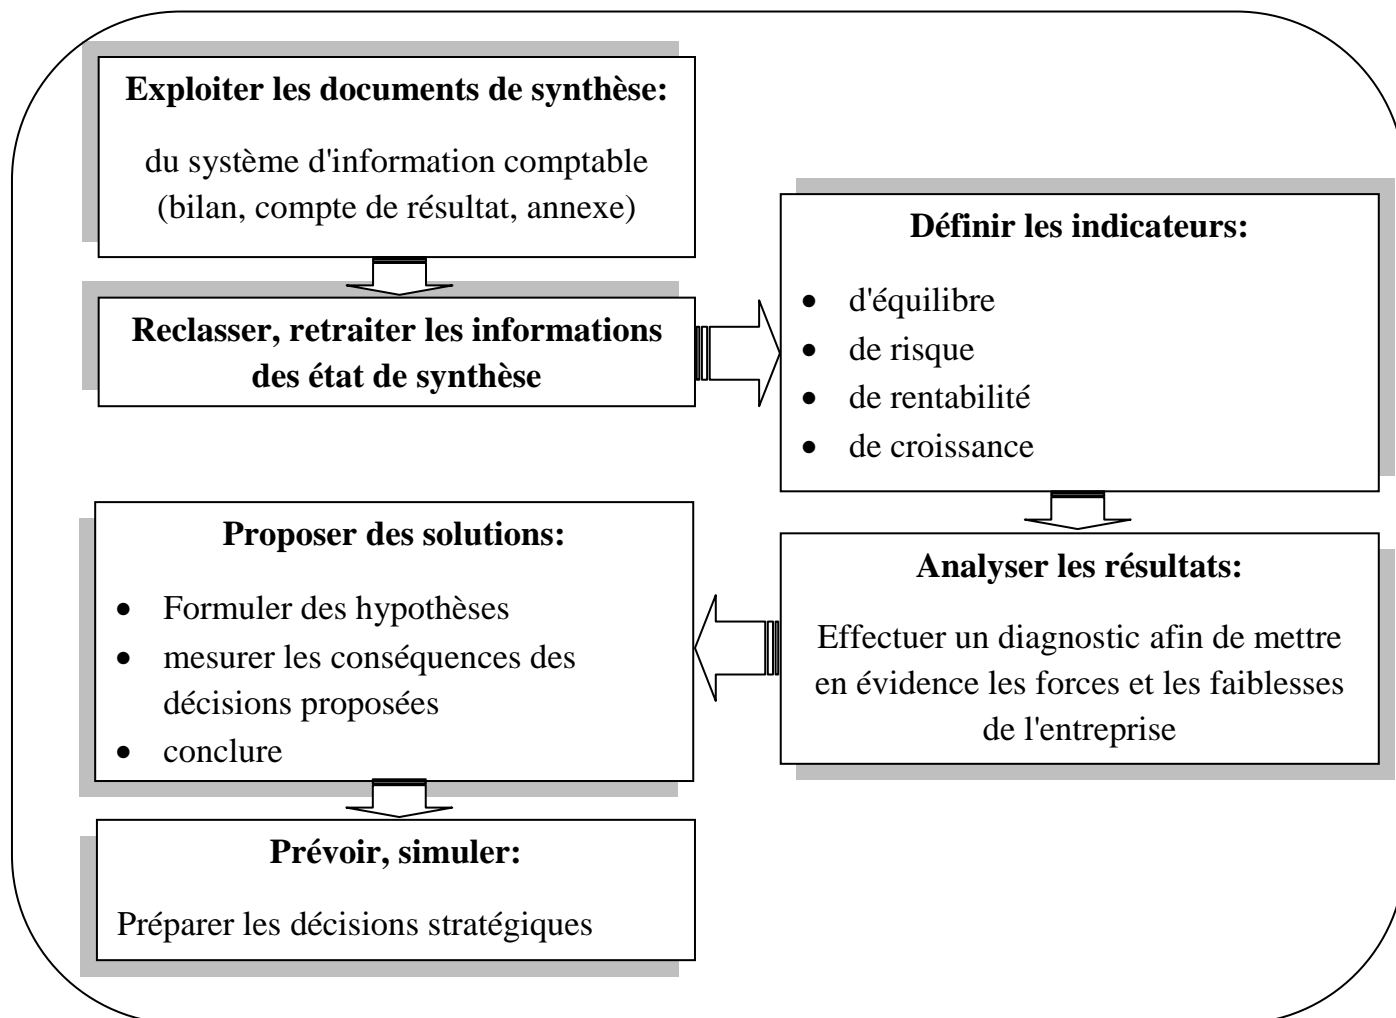 Exploiter les documents de synthèse:
du système d'information comptable
(bilan, compte de résultat, annexe)
Reclasser, retraiter les informations
des état de synthèse
Définir les indicateurs:
• d'équilibre
• de risque
• de rentabilité
• de croissance
Analyser les résultats:
Effectuer un diagnostic afin de mettre
en évidence les forces et les faiblesses
de l'entreprise
Proposer des solutions:
• Formuler des hypothèses
• mesurer les conséquences des
décisions proposées
• conclure
Prévoir, simuler:
Préparer les décisions stratégiques